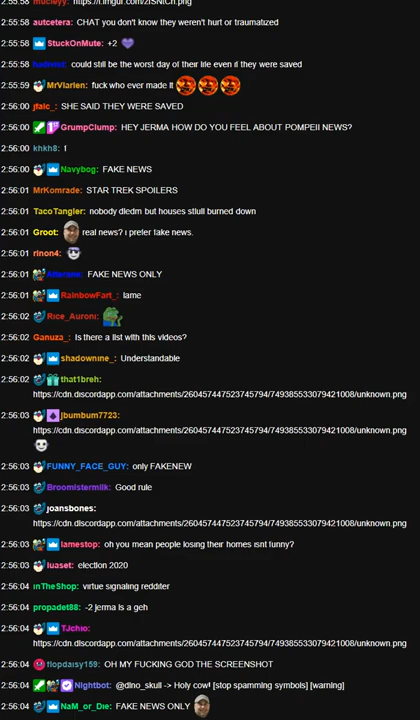 2:55:58 mucleyy: https://i.imgur.com/ZISNtCh.png
2:55:58 autcetera: CHAT you don't know they weren't hurt or traumatized
2:55:58 StuckOnMute: +2
2:55:58 could still be the worst day of their life even if they were saved
2:55:59 MrVlarlen: fuck who ever made it
2:56:00 jfalc_: SHE SAID THEY WERE SAVED
2:56:00 GrumpClump: HEY JERMA HOW DO YOU FEEL ABOUT POMPEII NEWS?
2:56:00 khkh8: 1
2:56:00 Navybog: FAKE NEWS
2:56:01 MrKomrade: STAR TREK SPOILERS
2:56:01 TacoTangler: nobody dIedm but houses stIull burned down
2:56:01 Groot: real news? i prefer fake news.
2:56:01 rinon4:
2:56:01 FAKE NEWS ONLY
2:56:01 RainbowFart_: lame
2:56:02 Rice_Auroni:
2:56:02 Ganuza_: Is there a list with this videos?
2:56:02 shadownine_: Understandable
2:56:02 that1breh:
https://cdn.discordapp.com/attachments/260457447523745794/749385533079421008/unknown.png
2:56:03 jbumbum7723:
https://cdn.discordapp.com/attachments/260457447523745794/749385533079421008/unknown.png
2:56:03 FUNNY_FACE_GUY: only FAKENEW
2:56:03 Broomistermilk: Good rule
2:56:03 joansbones:
https://cdn.discordapp.com/attachments/260457447523745794/749385533079421008/unknown.png
2:56:03 lamestop: oh you mean people losing their homes isnt funny?
2:56:03 luaset: election 2020
2:56:04 InTheShop: virtue signaling redditer
2:56:04 propadet88: -2 jerma is a geh
2:56:04 TJchio:
https://cdn.discordapp.com/attachments/260457447523745794/749385533079421008/unknown.png
2:56:04 flopdaisy159: OH MY FUCKING GOD THE SCREENSHOT
2:56:04 Nightbot: @dino_skull -> Holy cow! [stop spamming symbols] [warning]
2:56:04 NaM_or_Die: FAKE NEWS ONLY